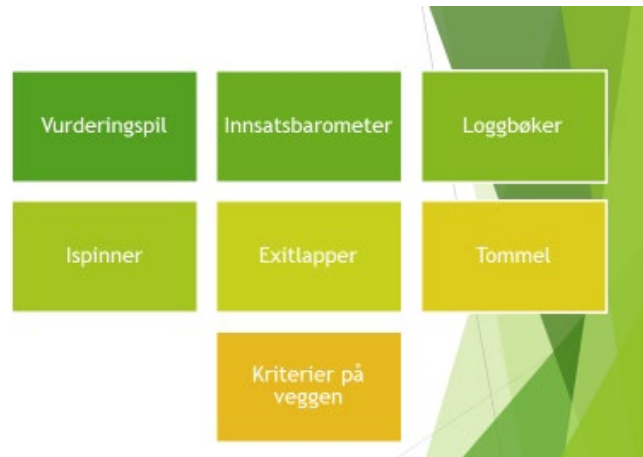 Vurderingspil
Innsatsbarometer
Loggbøker
Ispinner
Exitlapper
Tommel
Kriterier på
veggen